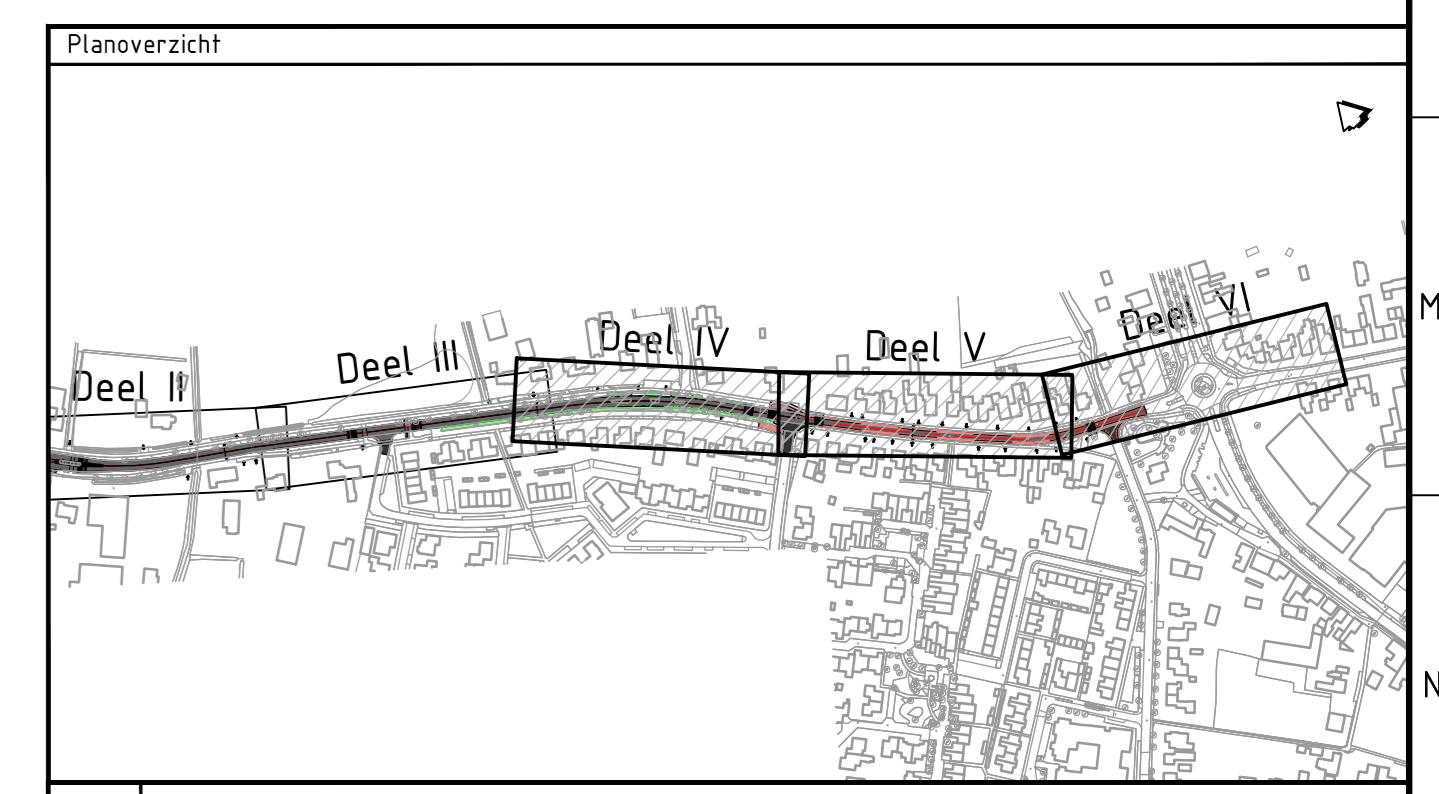 Planoverzicht
Deel II
Deel III
Deel IV
Deel V
Deel VI
M
N